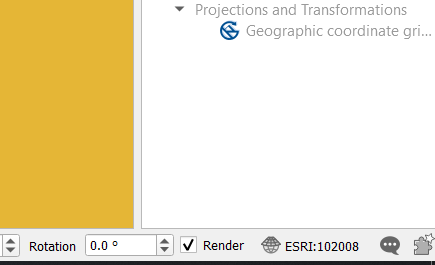 Projections and Transformations
Geographic coordinate gri...
Rotation 0.0 ° Render ESRI:102008